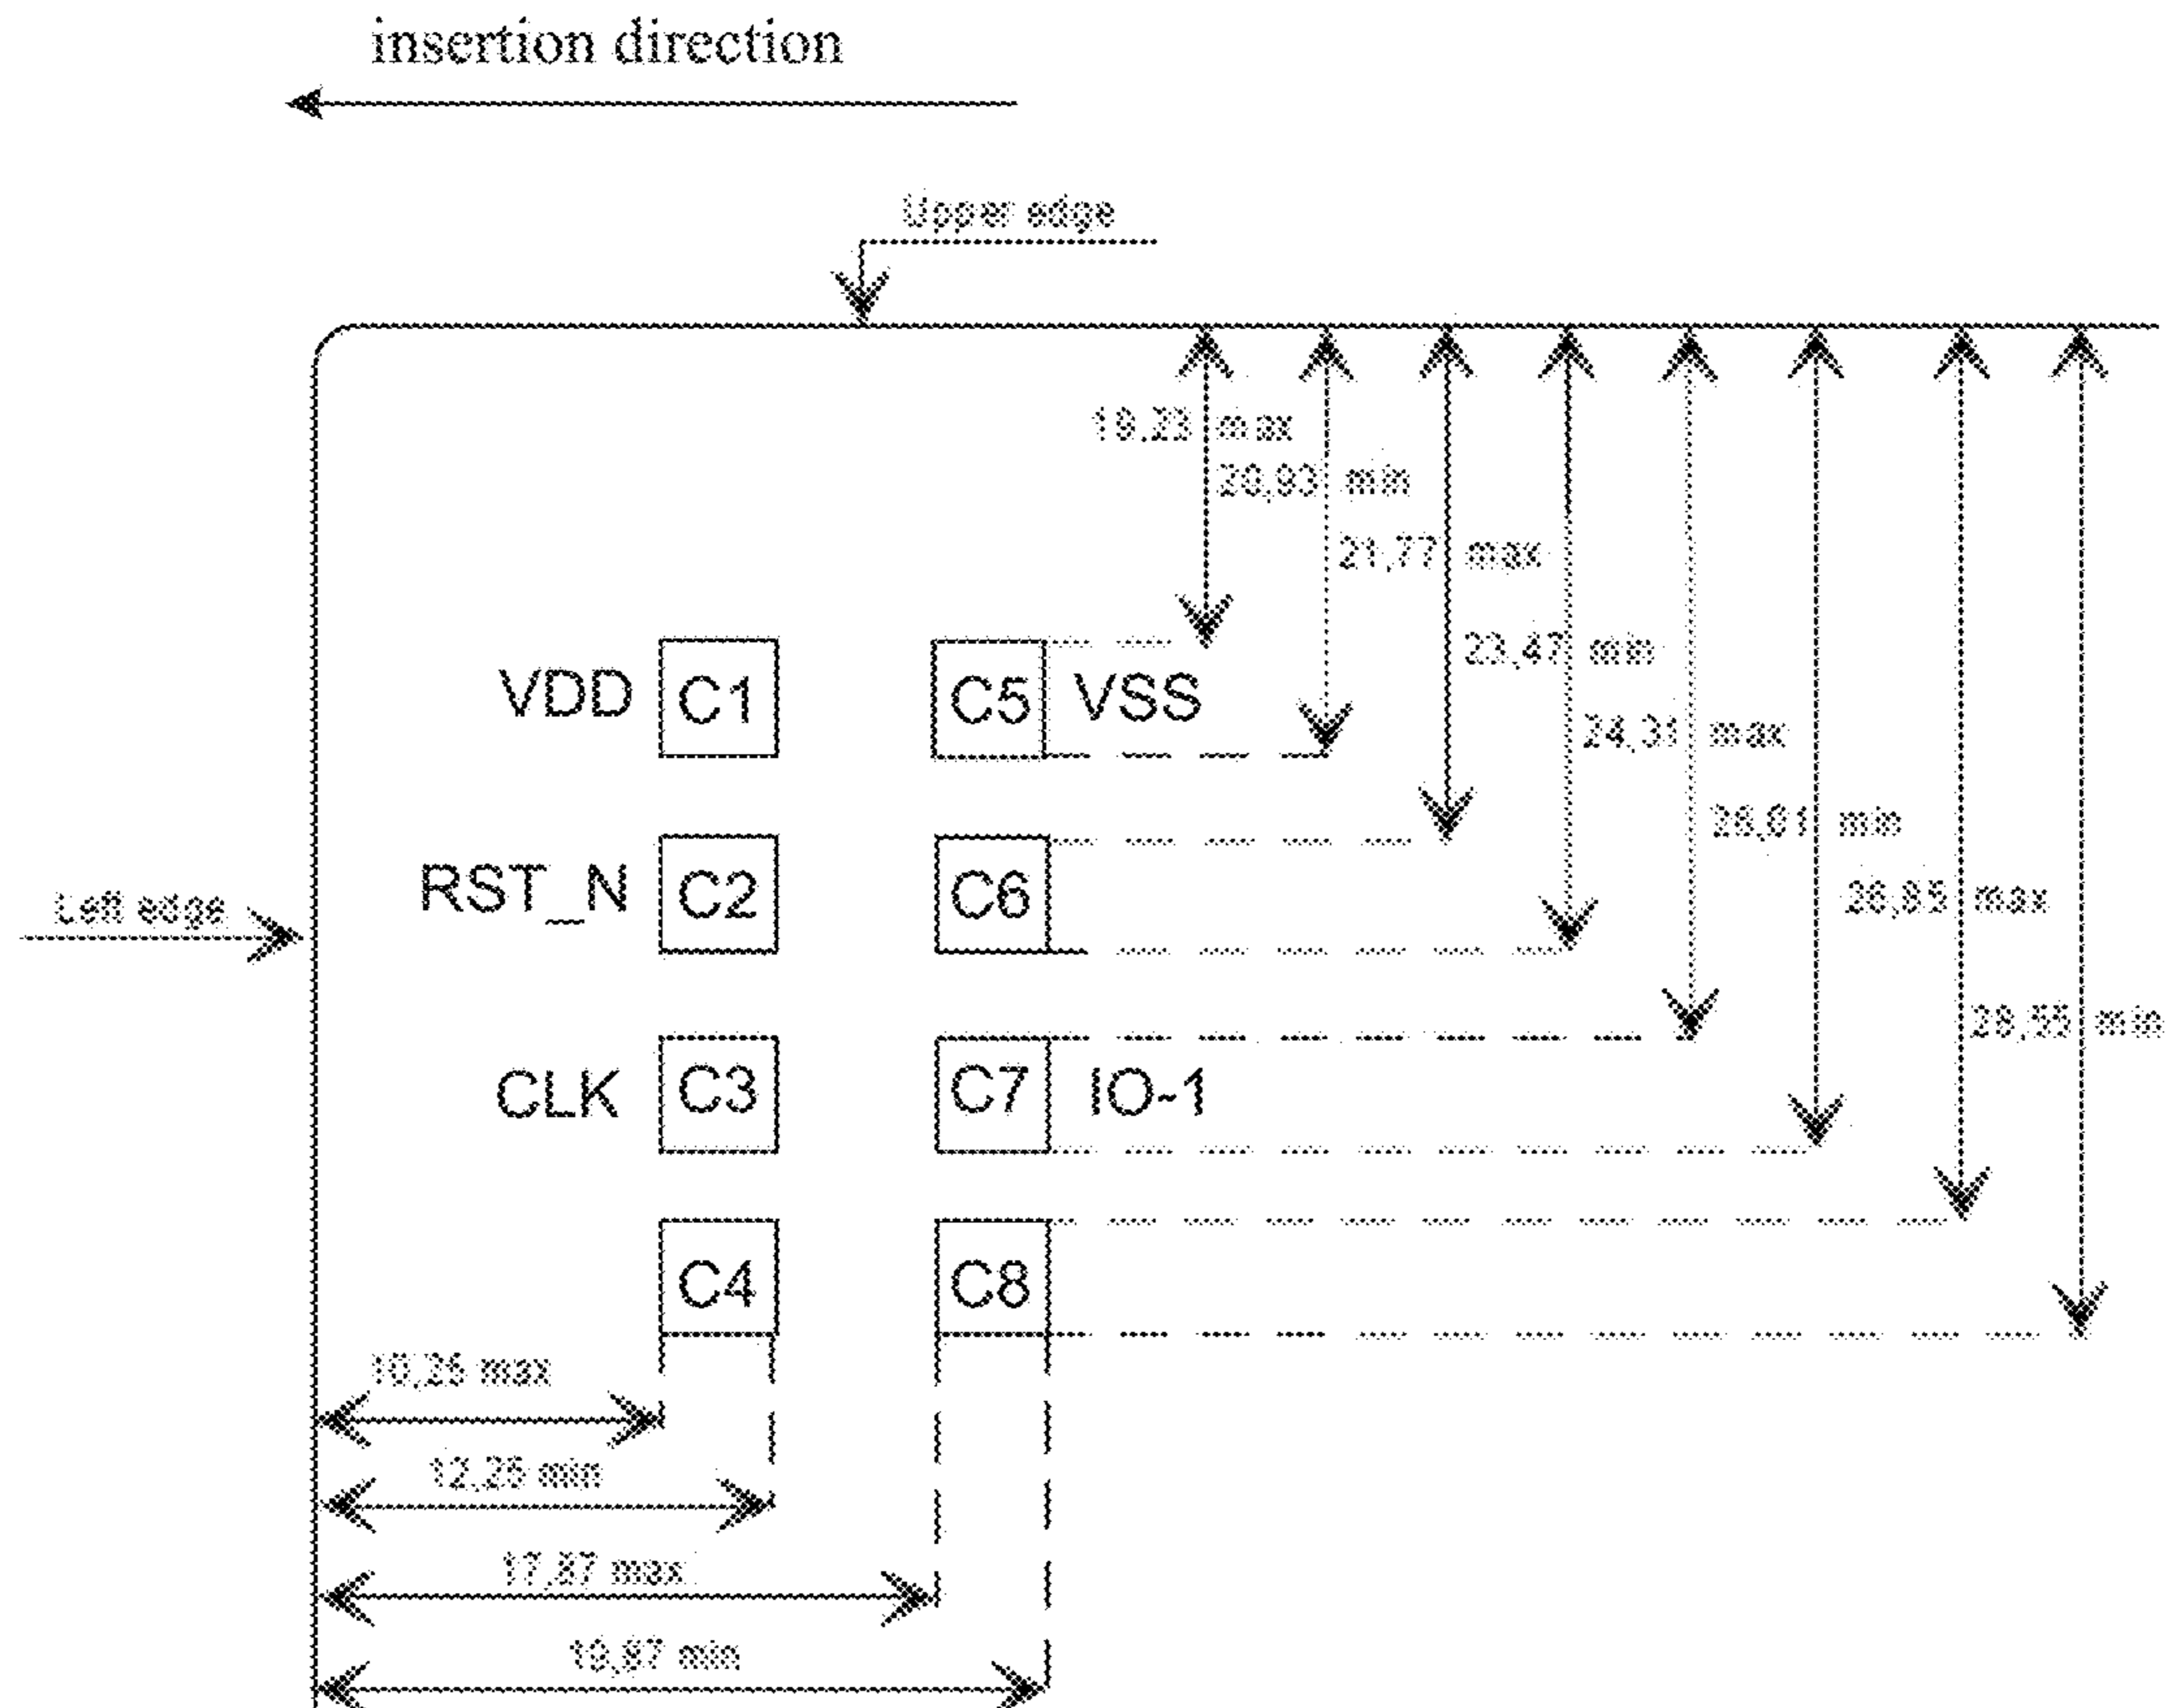 insertion direction
Upper edge
19,23 max
20,93 min
21,77 max
23,47 min
24,31 max
26,01 min
26,85 max
28,55 min
VDD C1 C5 VSS
RST_N C2 C6
Left edge
CLK C3 C7 IO-1
C4 C8
10,25 max
12,25 min
17,87 max
19,87 min